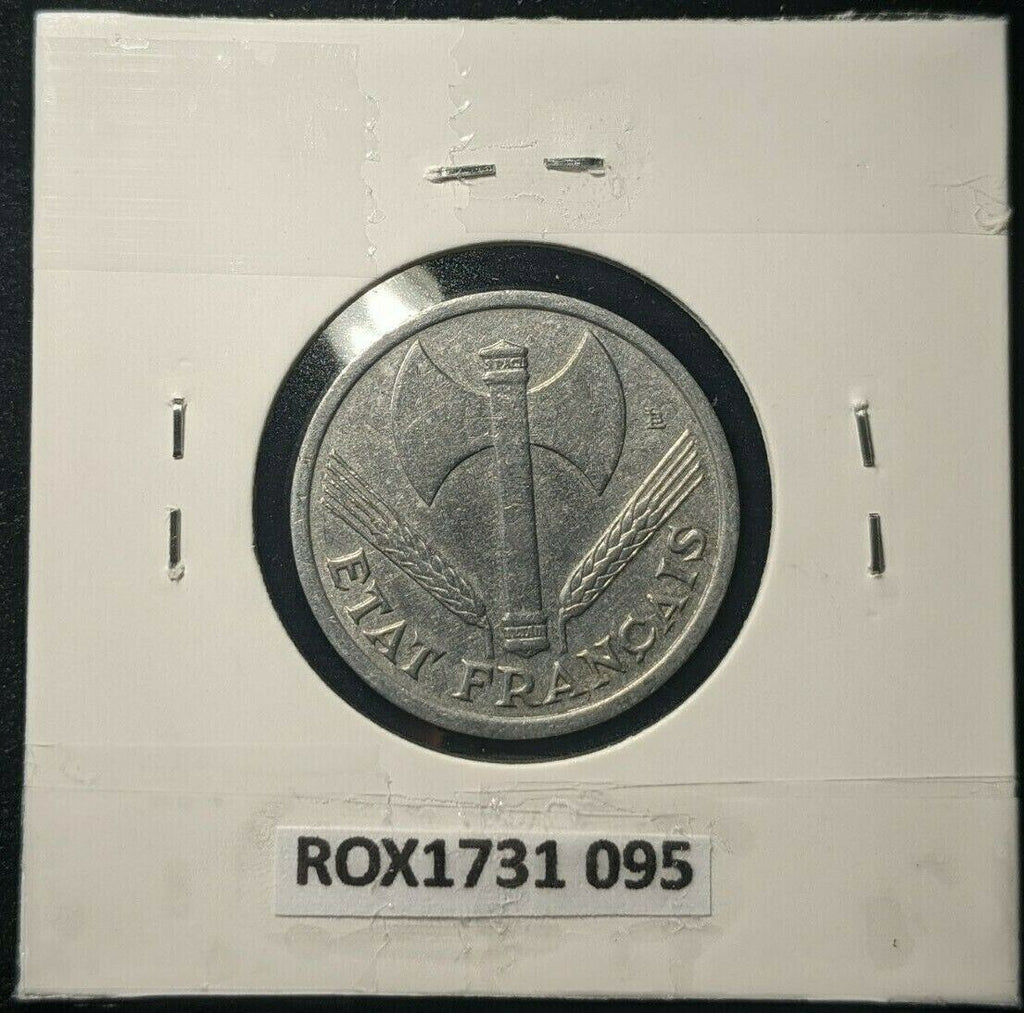 ETAT FRANÇAIS
ROX1731 095